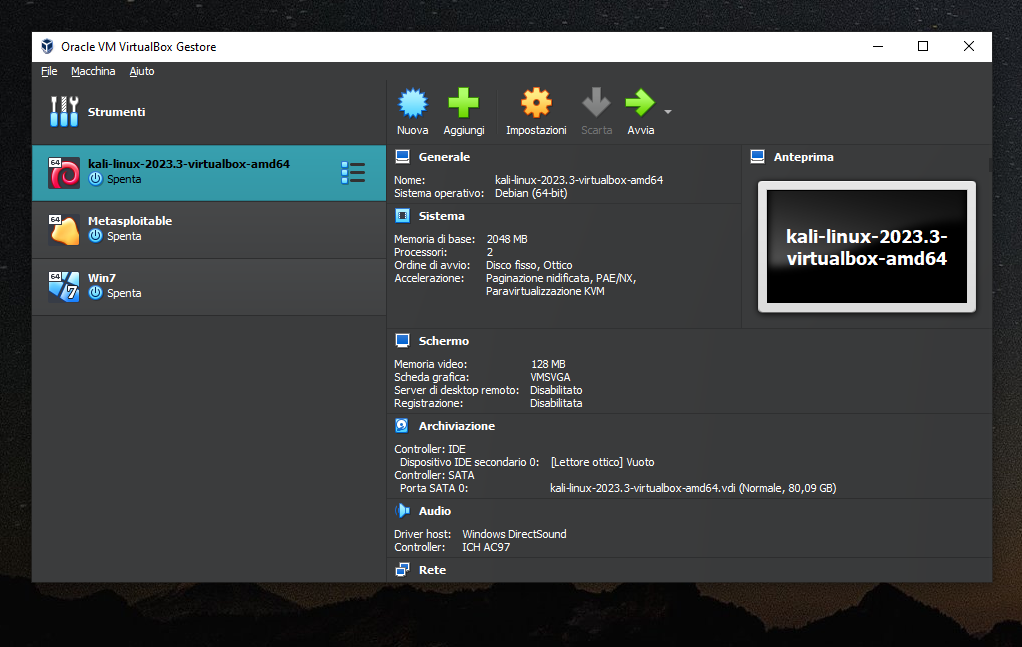 Oracle VM VirtualBox Gestore
File Macchina Aiuto
Strumenti
64
kali-linux-2023.3-virtualbox-amd64
Spenta
64
Metasploitable
Spenta
64
7
Win7
Spenta
Nuova Aggiungi Impostazioni Scarta Avvia
Generale
Nome: kali-linux-2023.3-virtualbox-amd64
Sistema operativo: Debian (64-bit)
Sistema
Memoria di base: 2048 MB
Processori: 2
Ordine di avvio: Disco fisso, Ottico
Accelerazione: Paginazione nidificata, PAE/NX,
Paravirtualizzazione KVM
Anteprima
kali-linux-2023.3-
virtualbox-amd64
Schermo
Memoria video: 128 MB
Scheda grafica: VMSVGA
Server di desktop remoto: Disabilitato
Registrazione: Disabilitata
Archiviazione
Controller: IDE
Dispositivo IDE secondario 0: [Lettore ottico] Vuoto
Controller: SATA
Porta SATA 0: kali-linux-2023.3-virtualbox-amd64.vdi (Normale, 80,09 GB)
Audio
Driver host: Windows DirectSound
Controller: ICH AC97
Rete